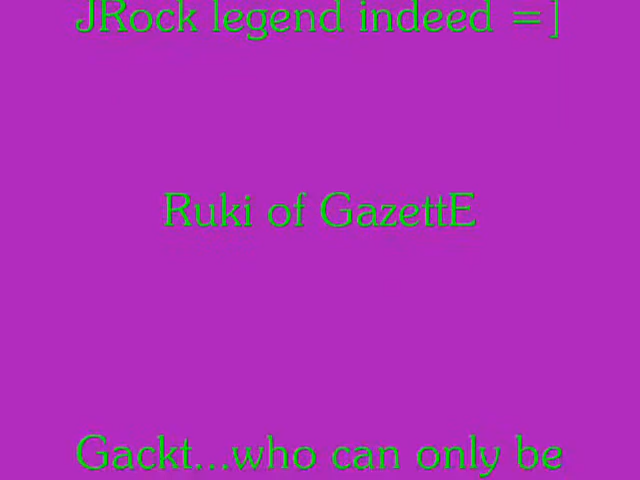 JRock legend indeed =]
Ruki of GazettE
Gackt...who can only be